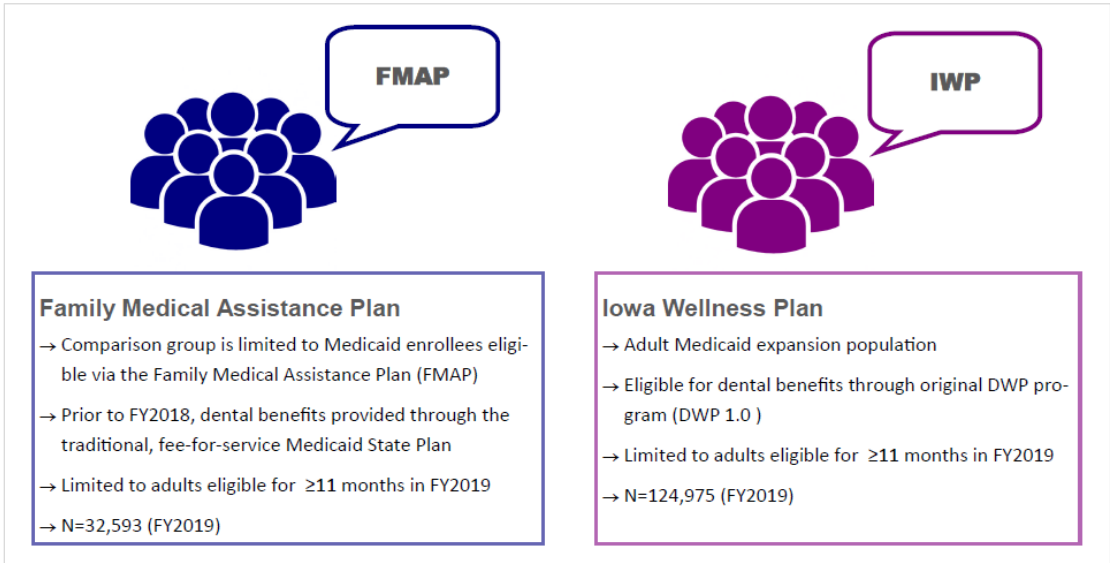 FMAP
IWP
Family Medical Assistance Plan
→ Comparison group is limited to Medicaid enrollees eligi-
ble via the Family Medical Assistance Plan (FMAP)
→ Prior to FY2018, dental benefits provided through the
traditional, fee-for-service Medicaid State Plan
→ Limited to adults eligible for ≥11 months in FY2019
→ N=32,593 (FY2019)
Iowa Wellness Plan
→ Adult Medicaid expansion population
→ Eligible for dental benefits through original DWP pro-
gram (DWP 1.0 )
→ Limited to adults eligible for ≥11 months in FY2019
→ N=124,975 (FY2019)